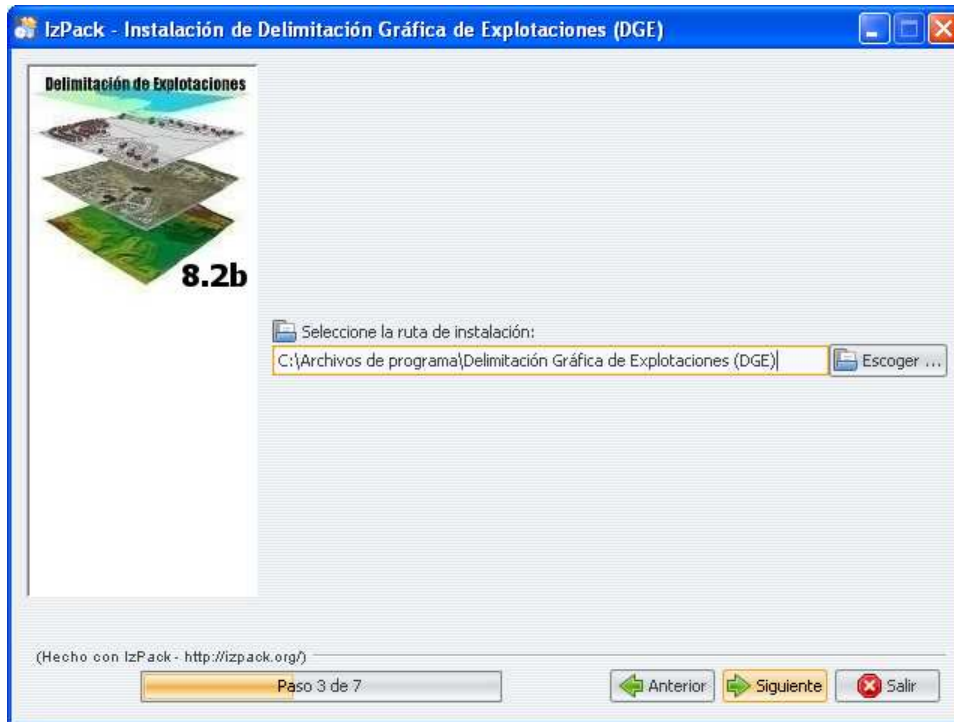 IzPack - Instalación de Delimitación Gráfica de Explotaciones (DGE)
Delimitación de Explotaciones
8.2b
Seleccione la ruta de instalación:
C:\Archivos de programa\Delimitación Gráfica de Explotaciones (DGE)
Escoger ...
(Hecho con IzPack - http://izpack.org/)
Paso 3 de 7
Anterior
Siguiente
Salir